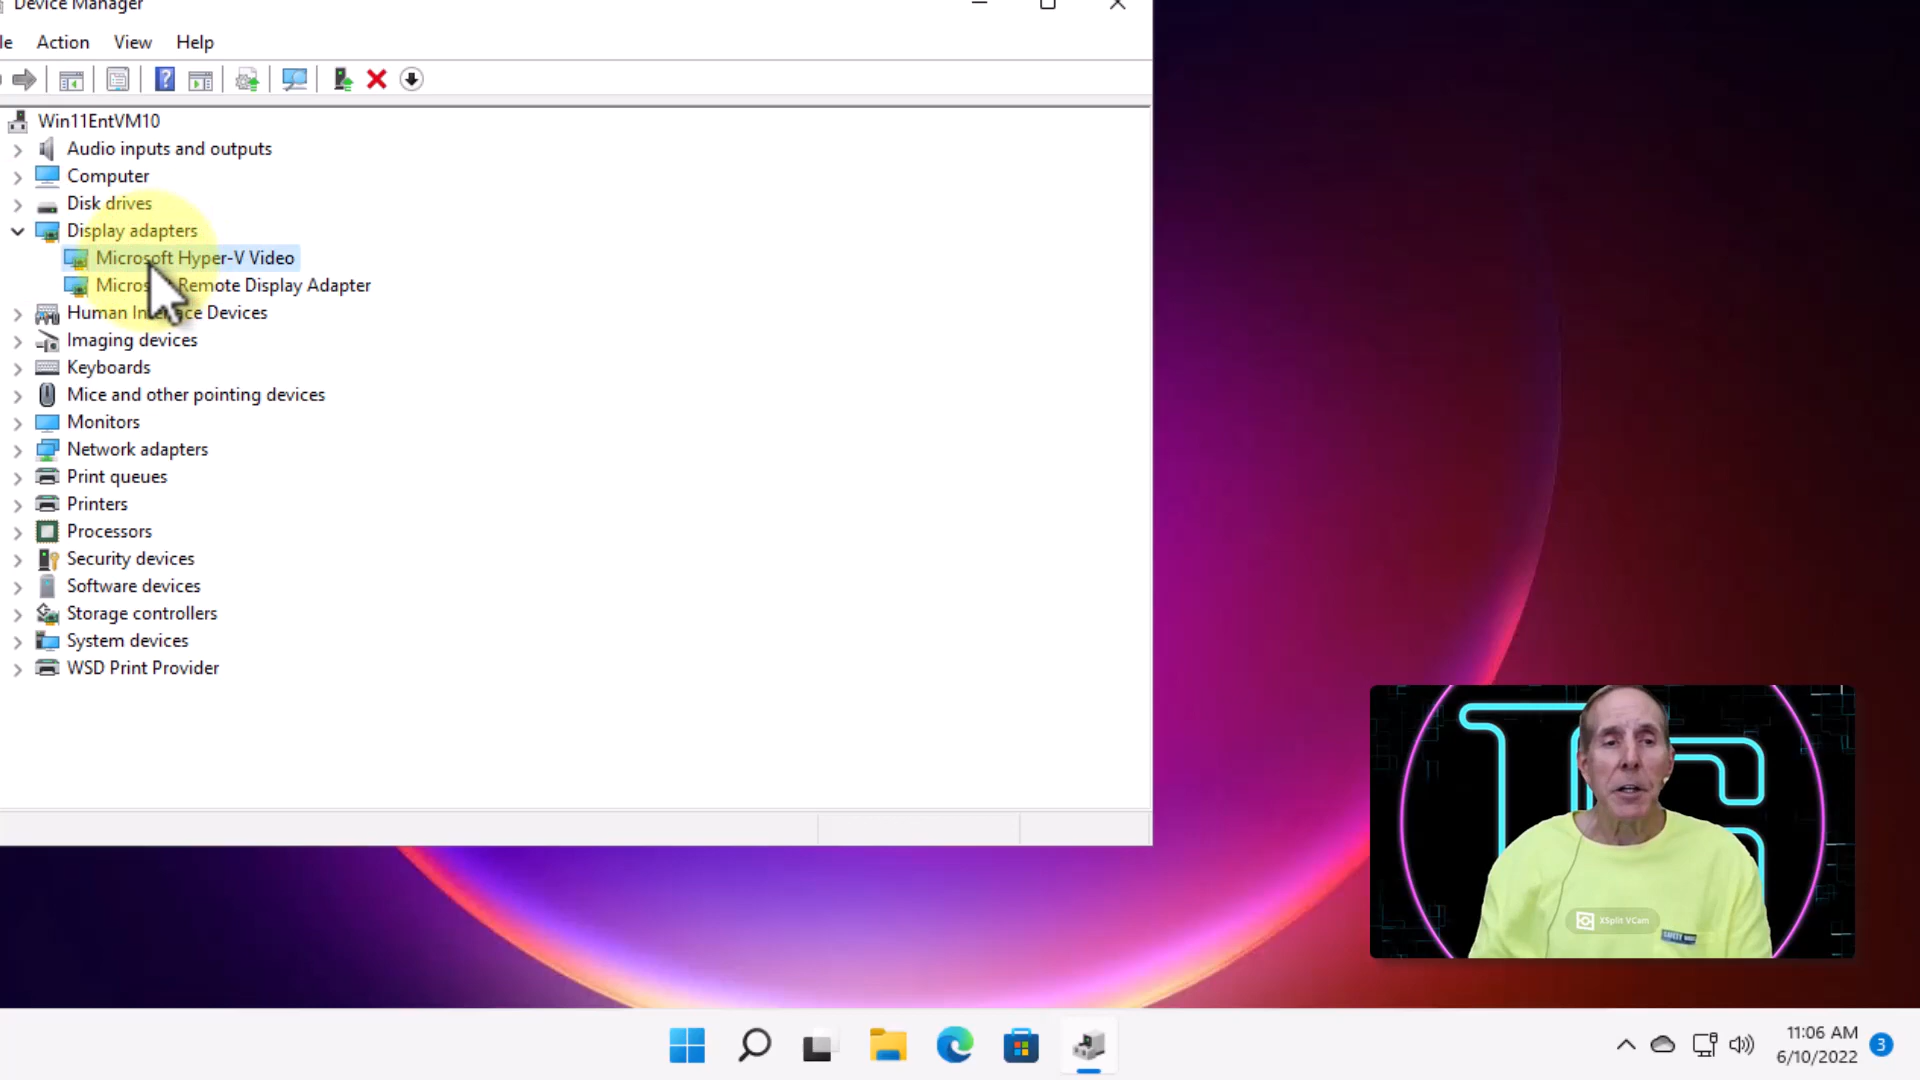 Device Manager
Action View Help
Win11EntVM10
Audio inputs and outputs
Computer
Disk drives
Display adapters
Microsoft Hyper-V Video
Remote Display Adapter
Human Devices
Imaging devices
Keyboards
Mice and other pointing devices
Monitors
Network adapters
Print queues
Printers
Processors
Security devices
Software devices
Storage controllers
System devices
WSD Print Provider
XSplit VCam
11:06 AM
6/10/2022
3